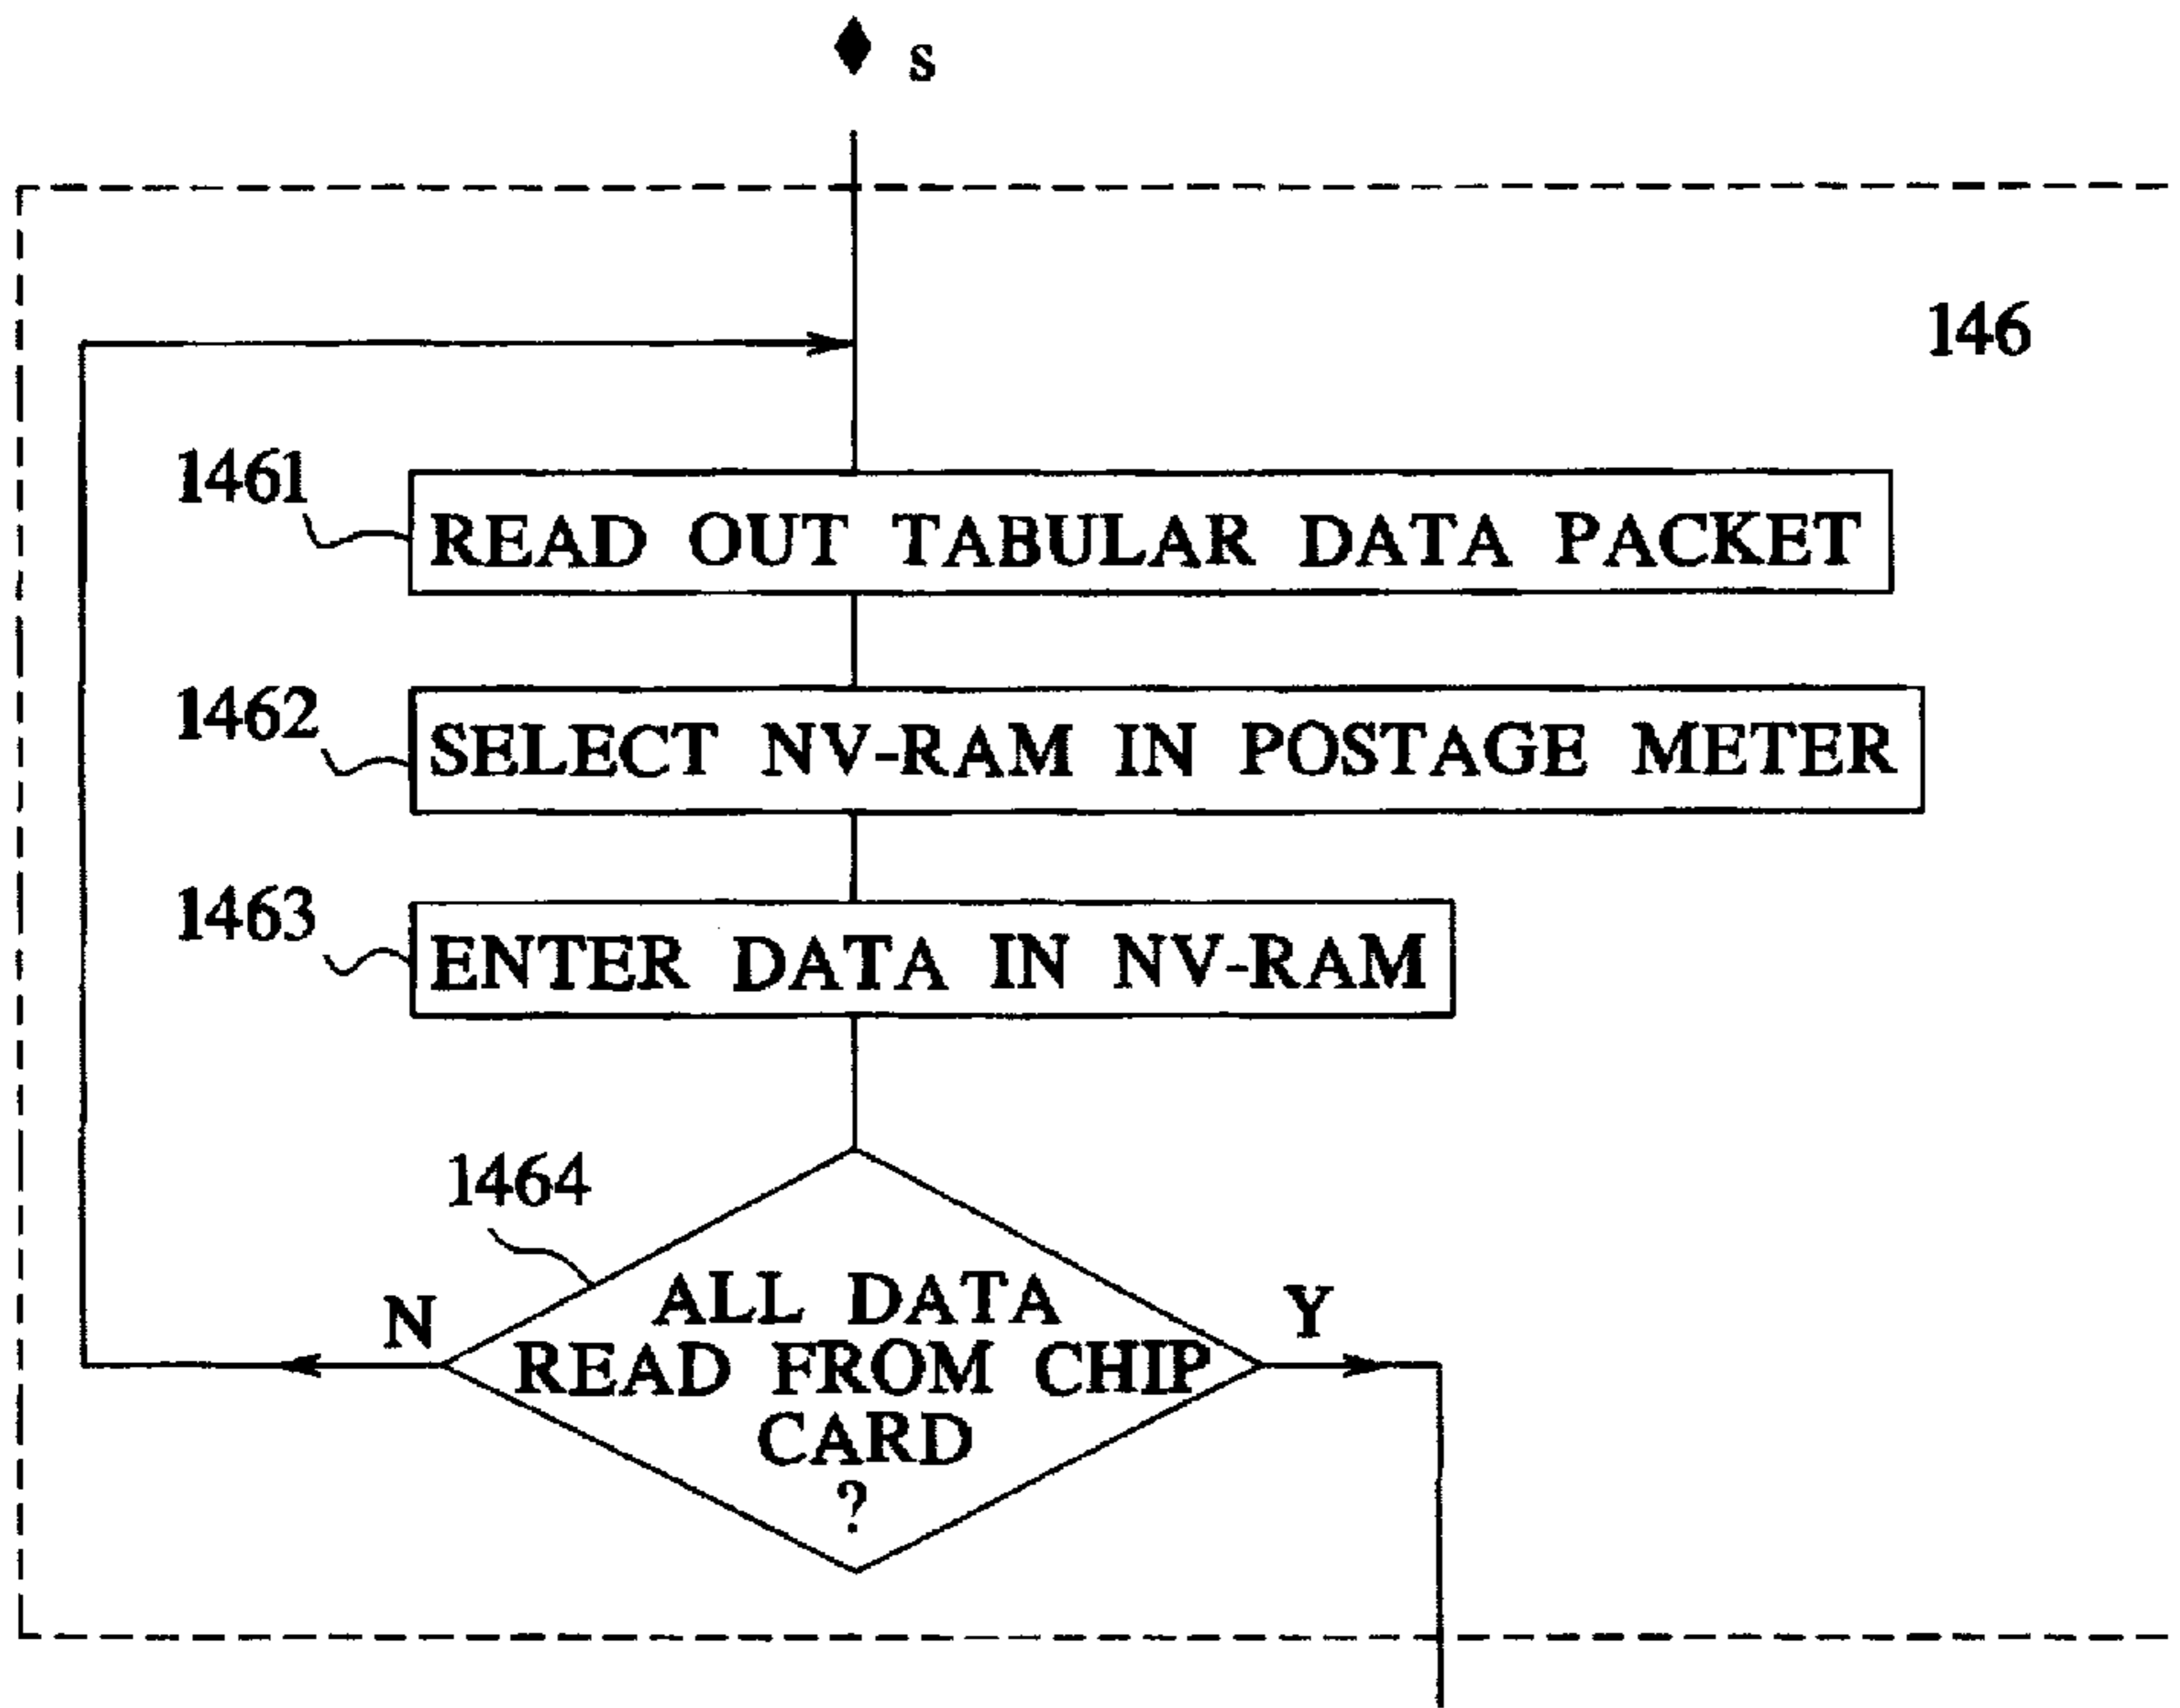 s
146
1461
READ OUT TABULAR DATA PACKET
1462
SELECT NV-RAM IN POSTAGE METER
1463
ENTER DATA IN NV-RAM
1464
N
ALL DATA
READ FROM CHIP
CARD
?
Y